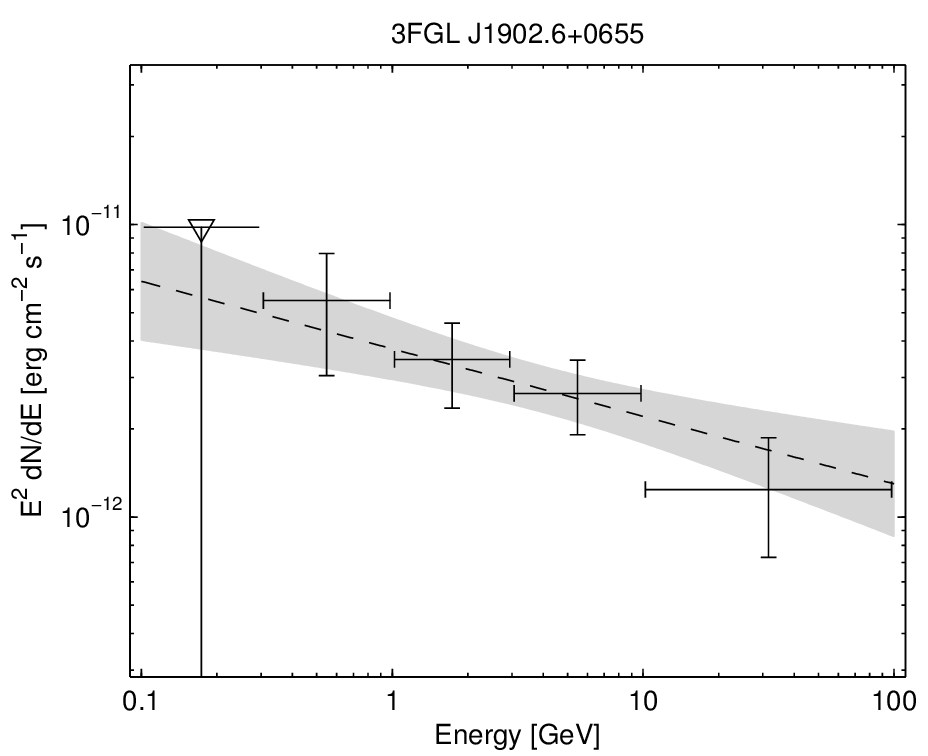 3FGL J1902.6+0655
E² dN/dE [erg cm⁻² s⁻¹]
10⁻¹¹
10⁻¹²
0.1 1 10 100
Energy [GeV]